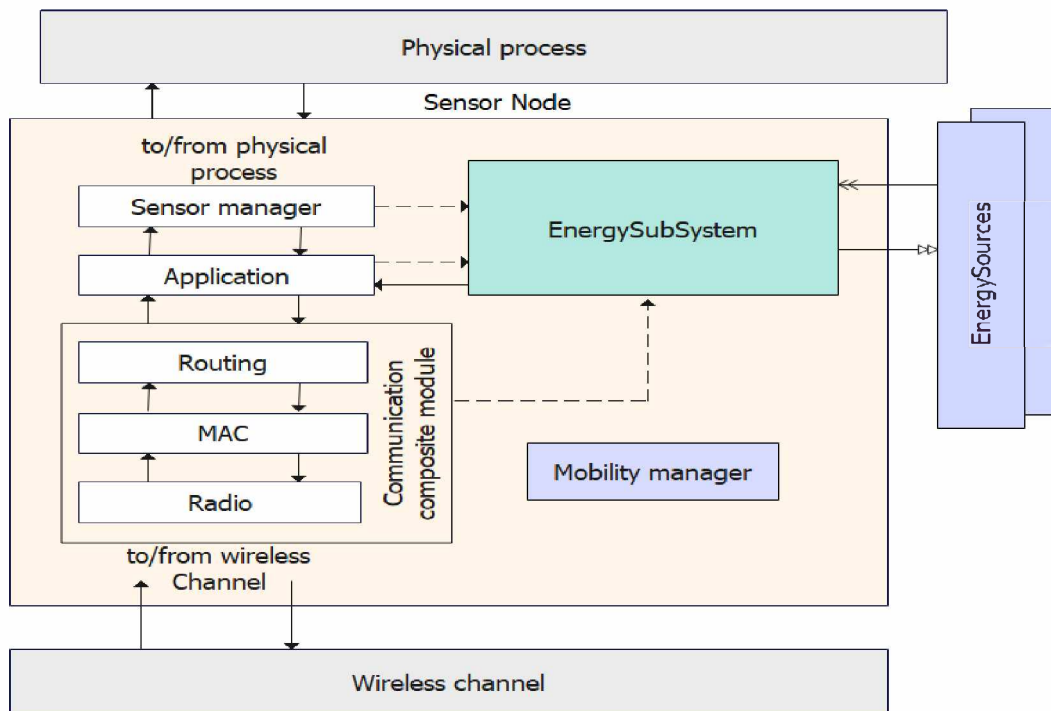 Physical process
Sensor Node
to/from physical
process
Sensor manager
EnergySubSystem
EnergySources
Application
Routing
Communication
composite module
MAC
Mobility manager
Radio
to/from wireless
Channel
Wireless channel